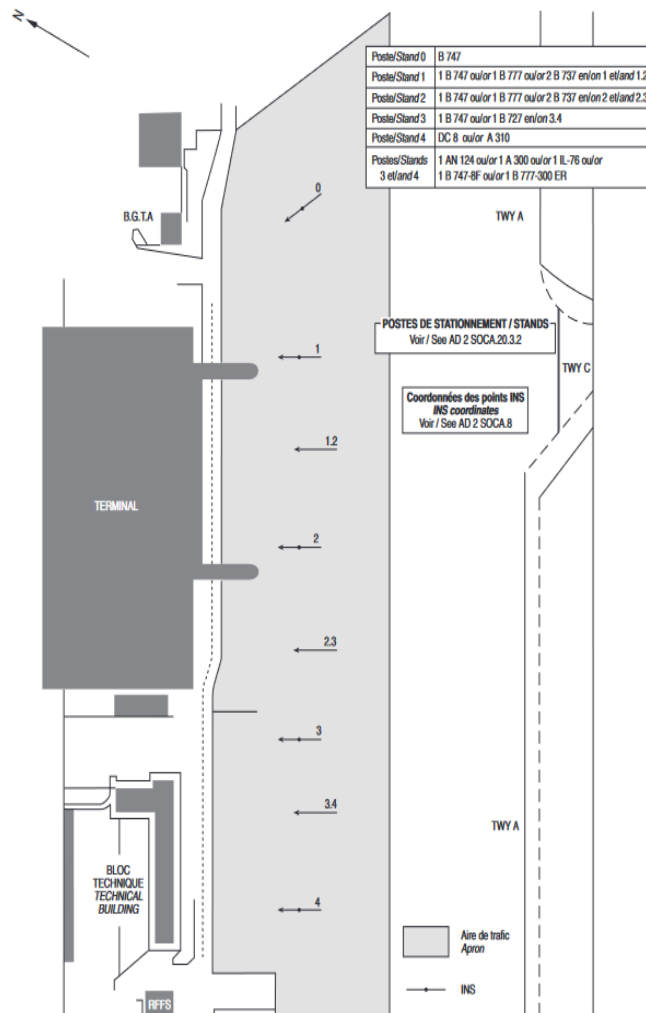 N
Poste/Stand 0 B 747
Poste/Stand 1 1 B 747 ou/or 1 B 777 ou/or 2 B 737 en/on 1 et/and 1.2
Poste/Stand 2 1 B 747 ou/or 1 B 777 ou/or 2 B 737 en/on 2 et/and 2.3
Poste/Stand 3 1 B 747 ou/or 1 B 727 en/on 3.4
Poste/Stand 4 DC 8 ou/or A 310
Postes/Stands 3 et/and 4
1 AN 124 ou/or 1 A 300 ou/or 1 IL-76 ou/or
1 B 747-8F ou/or 1 B 777-300 ER
0
B.G.T.A
TWY A
POSTES DE STATIONNEMENT / STANDS
Voir / See AD 2 SOCA.20.3.2
1
TWY C
Coordonnées des points INS
INS coordinates
Voir / See AD 2 SOCA.8
1.2
TERMINAL
2
2.3
3
3.4
TWY A
BLOC
TECHNIQUE
TECHNICAL
BUILDING
4
Aire de trafic
Apron
INS
RFFS